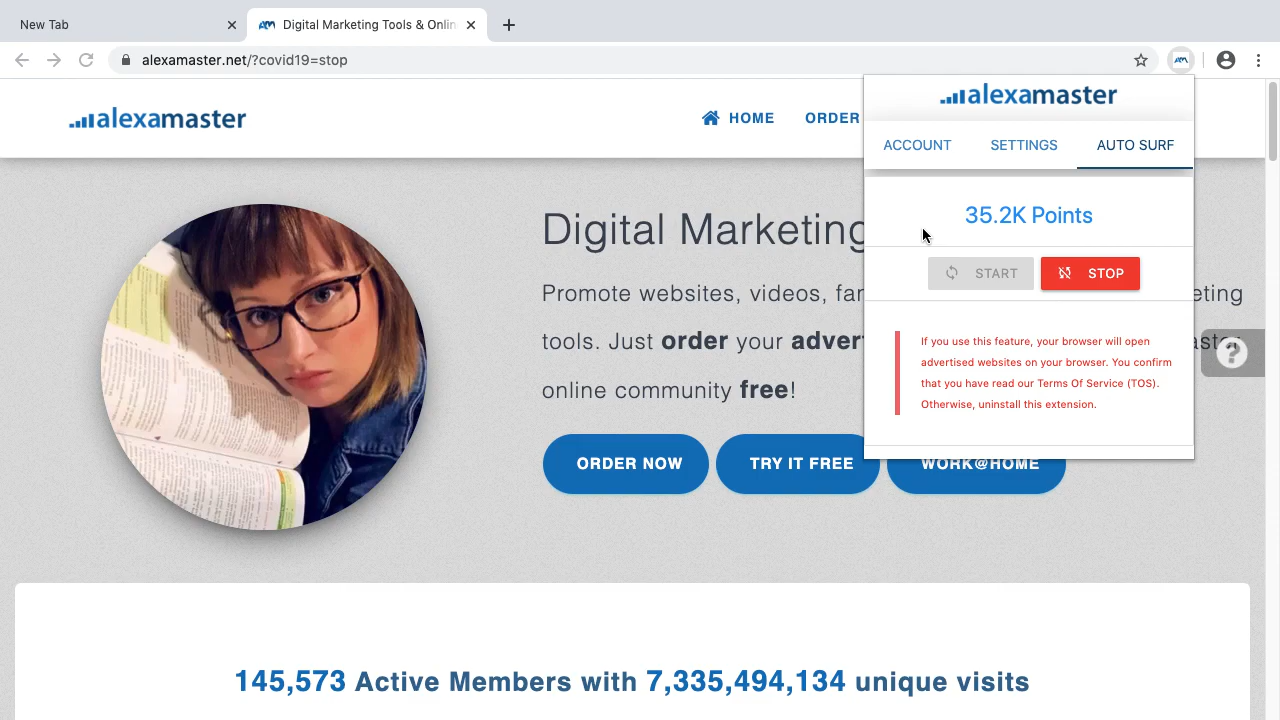 New Tab
Digital Marketing Tools & Onlin
alexamaster.net/?covid19=stop
alexamaster
HOME
ORDER
alexamaster
ACCOUNT
SETTINGS
AUTO SURF
35.2K Points
START
STOP
If you use this feature, your browser will open
advertised websites on your browser. You confirm
that you have read our Terms Of Service (TOS).
Otherwise, uninstall this extension.
Digital Marketing
Promote websites, videos, fan
eting
tools. Just order your adver
aster
online community free!
ORDER NOW
TRY IT FREE
WORK@HOME
?
145,573 Active Members with 7,335,494,134 unique visits